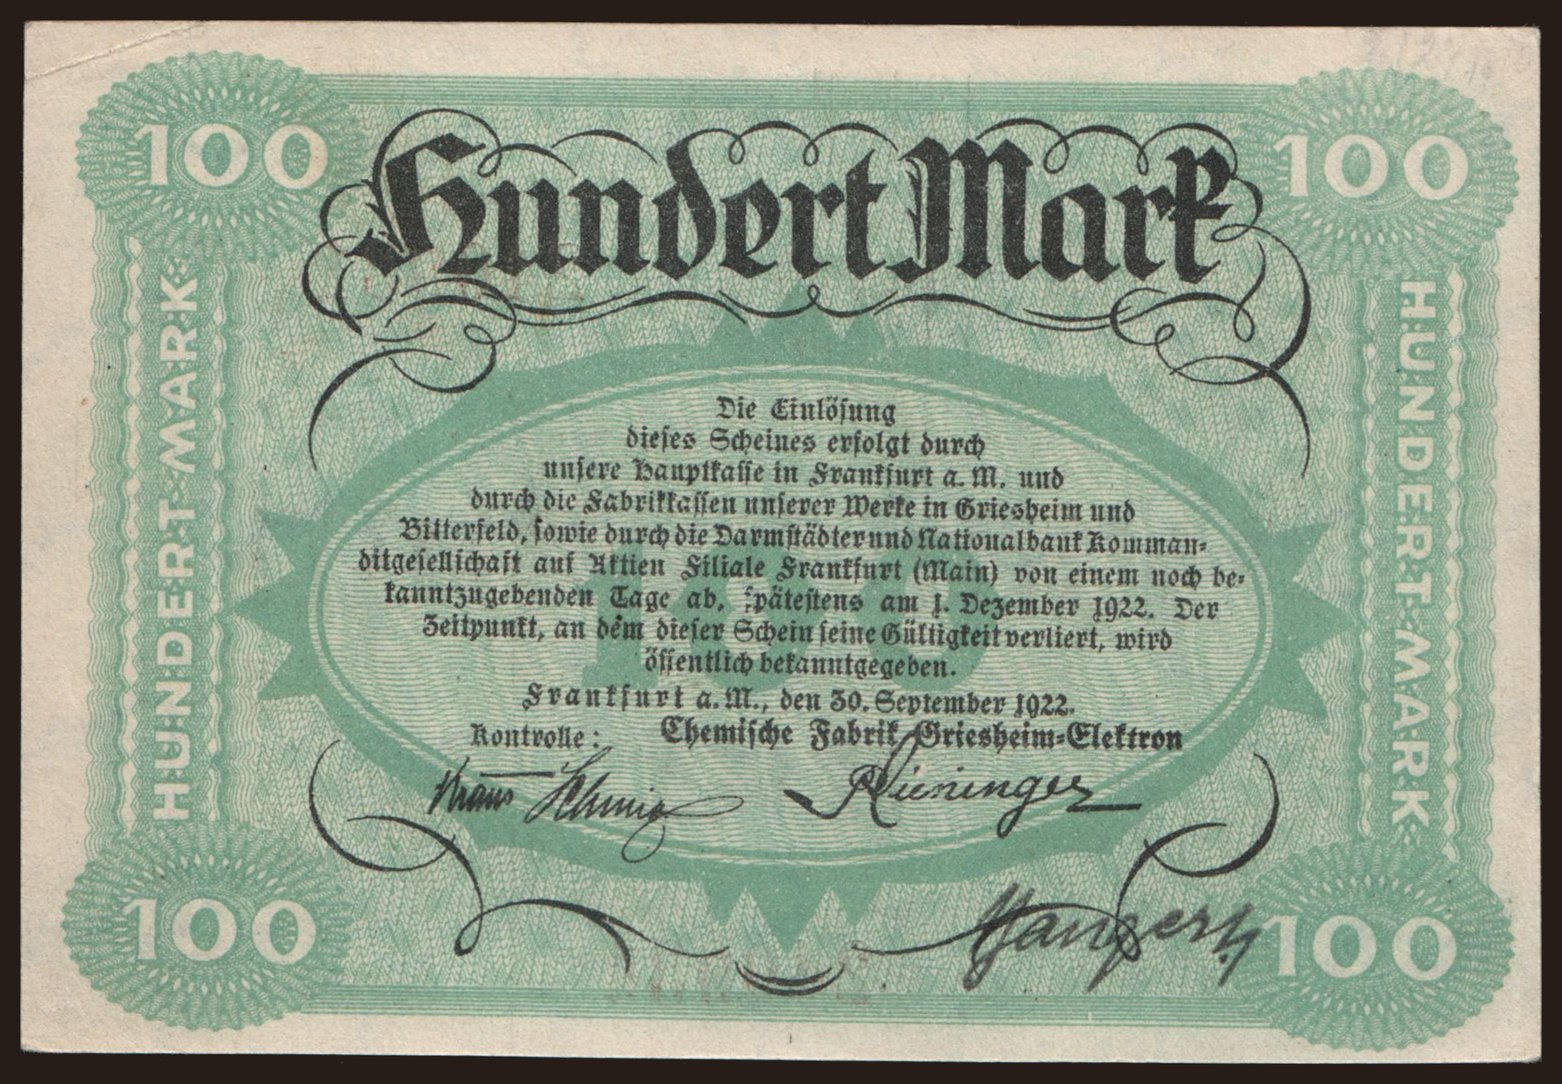 100
100
Hundert Mark
HUNDERT·MARK
HUNDERT·MARK
Die Einlösung
dieses Scheines erfolgt durch
unsere Hauptkasse in Frankfurt a. M. und
durch die Fabrikkassen unserer Werke in Griesheim und
Bitterfeld, sowie durch die Darmstädter und Nationalbank Komman-
ditgesellschaft auf Aktien Filiale Frankfurt (Main) von einem noch be-
kanntzugebenden Tage ab, spätestens am 1. Dezember 1922. Der
Zeitpunkt, an dem dieser Schein seine Gültigkeit verliert, wird
öffentlich bekanntgegeben.
100
Frankfurt a. M., den 30. September 1922.
Kontrolle: Chemische Fabrik Griesheim-Elektron
100
100